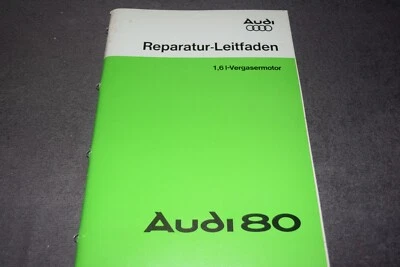 Audi
Reparatur-Leitfaden
1,6 l-Vergasermotor
Audi 80